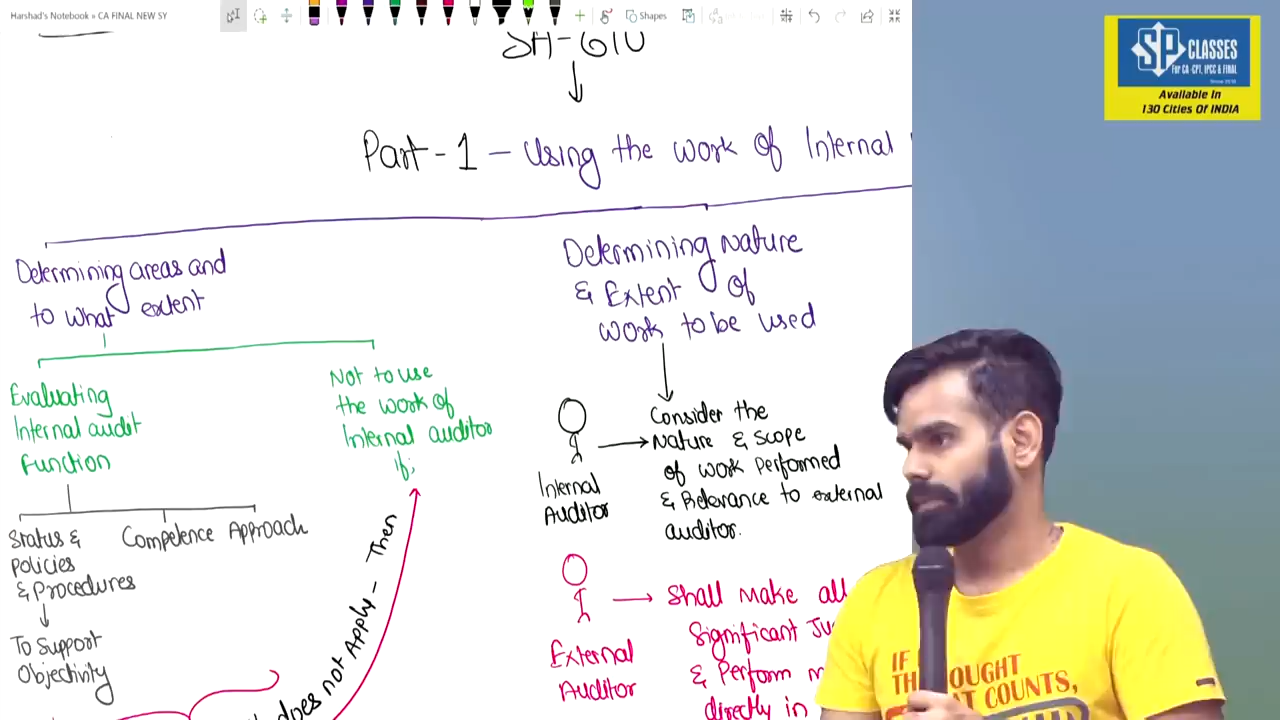 Harshad's Notebook » CA FINAL NEW SY
Shapes
SP CLASSES
For CA -CPT, IPCC & FINAL
Since 2010
Available In
130 Cities Of INDIA
SA-610
Part-1 - Using the work of Internal
Determining areas and
to what extent
Determining Nature
& Extent of
work to be used
Evaluating
Internal audit
Function
Not to use
the work of
Internal auditor
if:
Status &
policies
& Procedures
Competence
Approach
To Support
Objectivity
does not Apply - Then
Internal
Auditor
Consider the
Nature & Scope
of work performed
& Relevance to external
auditor.
External
Auditor
Shall make all
Significant
& Perform
directly in
IF
THOUGHT
COUNTS,